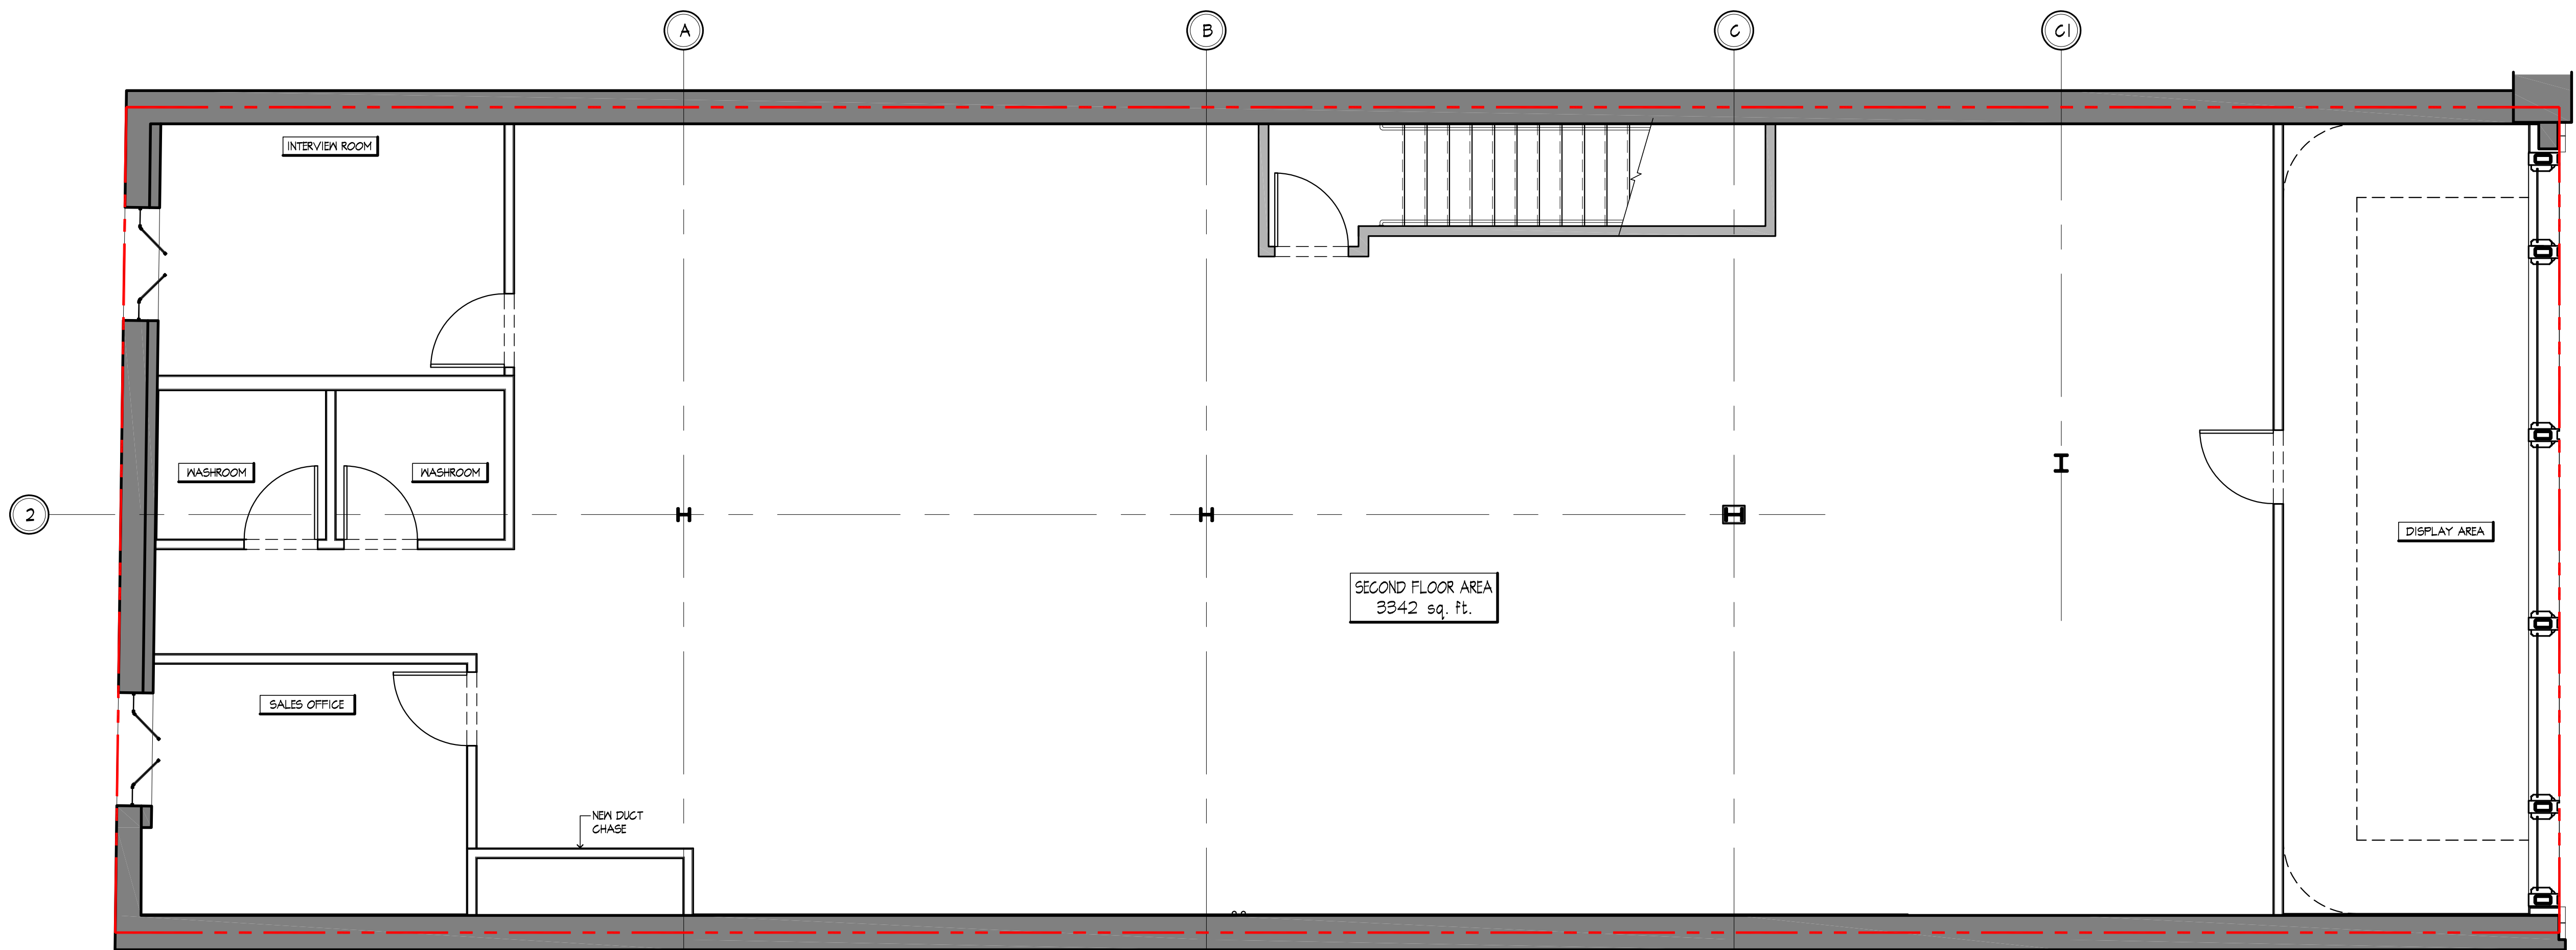 A
B
C
C1
INTERVIEW ROOM
WASHROOM
WASHROOM
2
DISPLAY AREA
SECOND FLOOR AREA
3342 sq. ft.
SALES OFFICE
NEW DUCT
CHASE